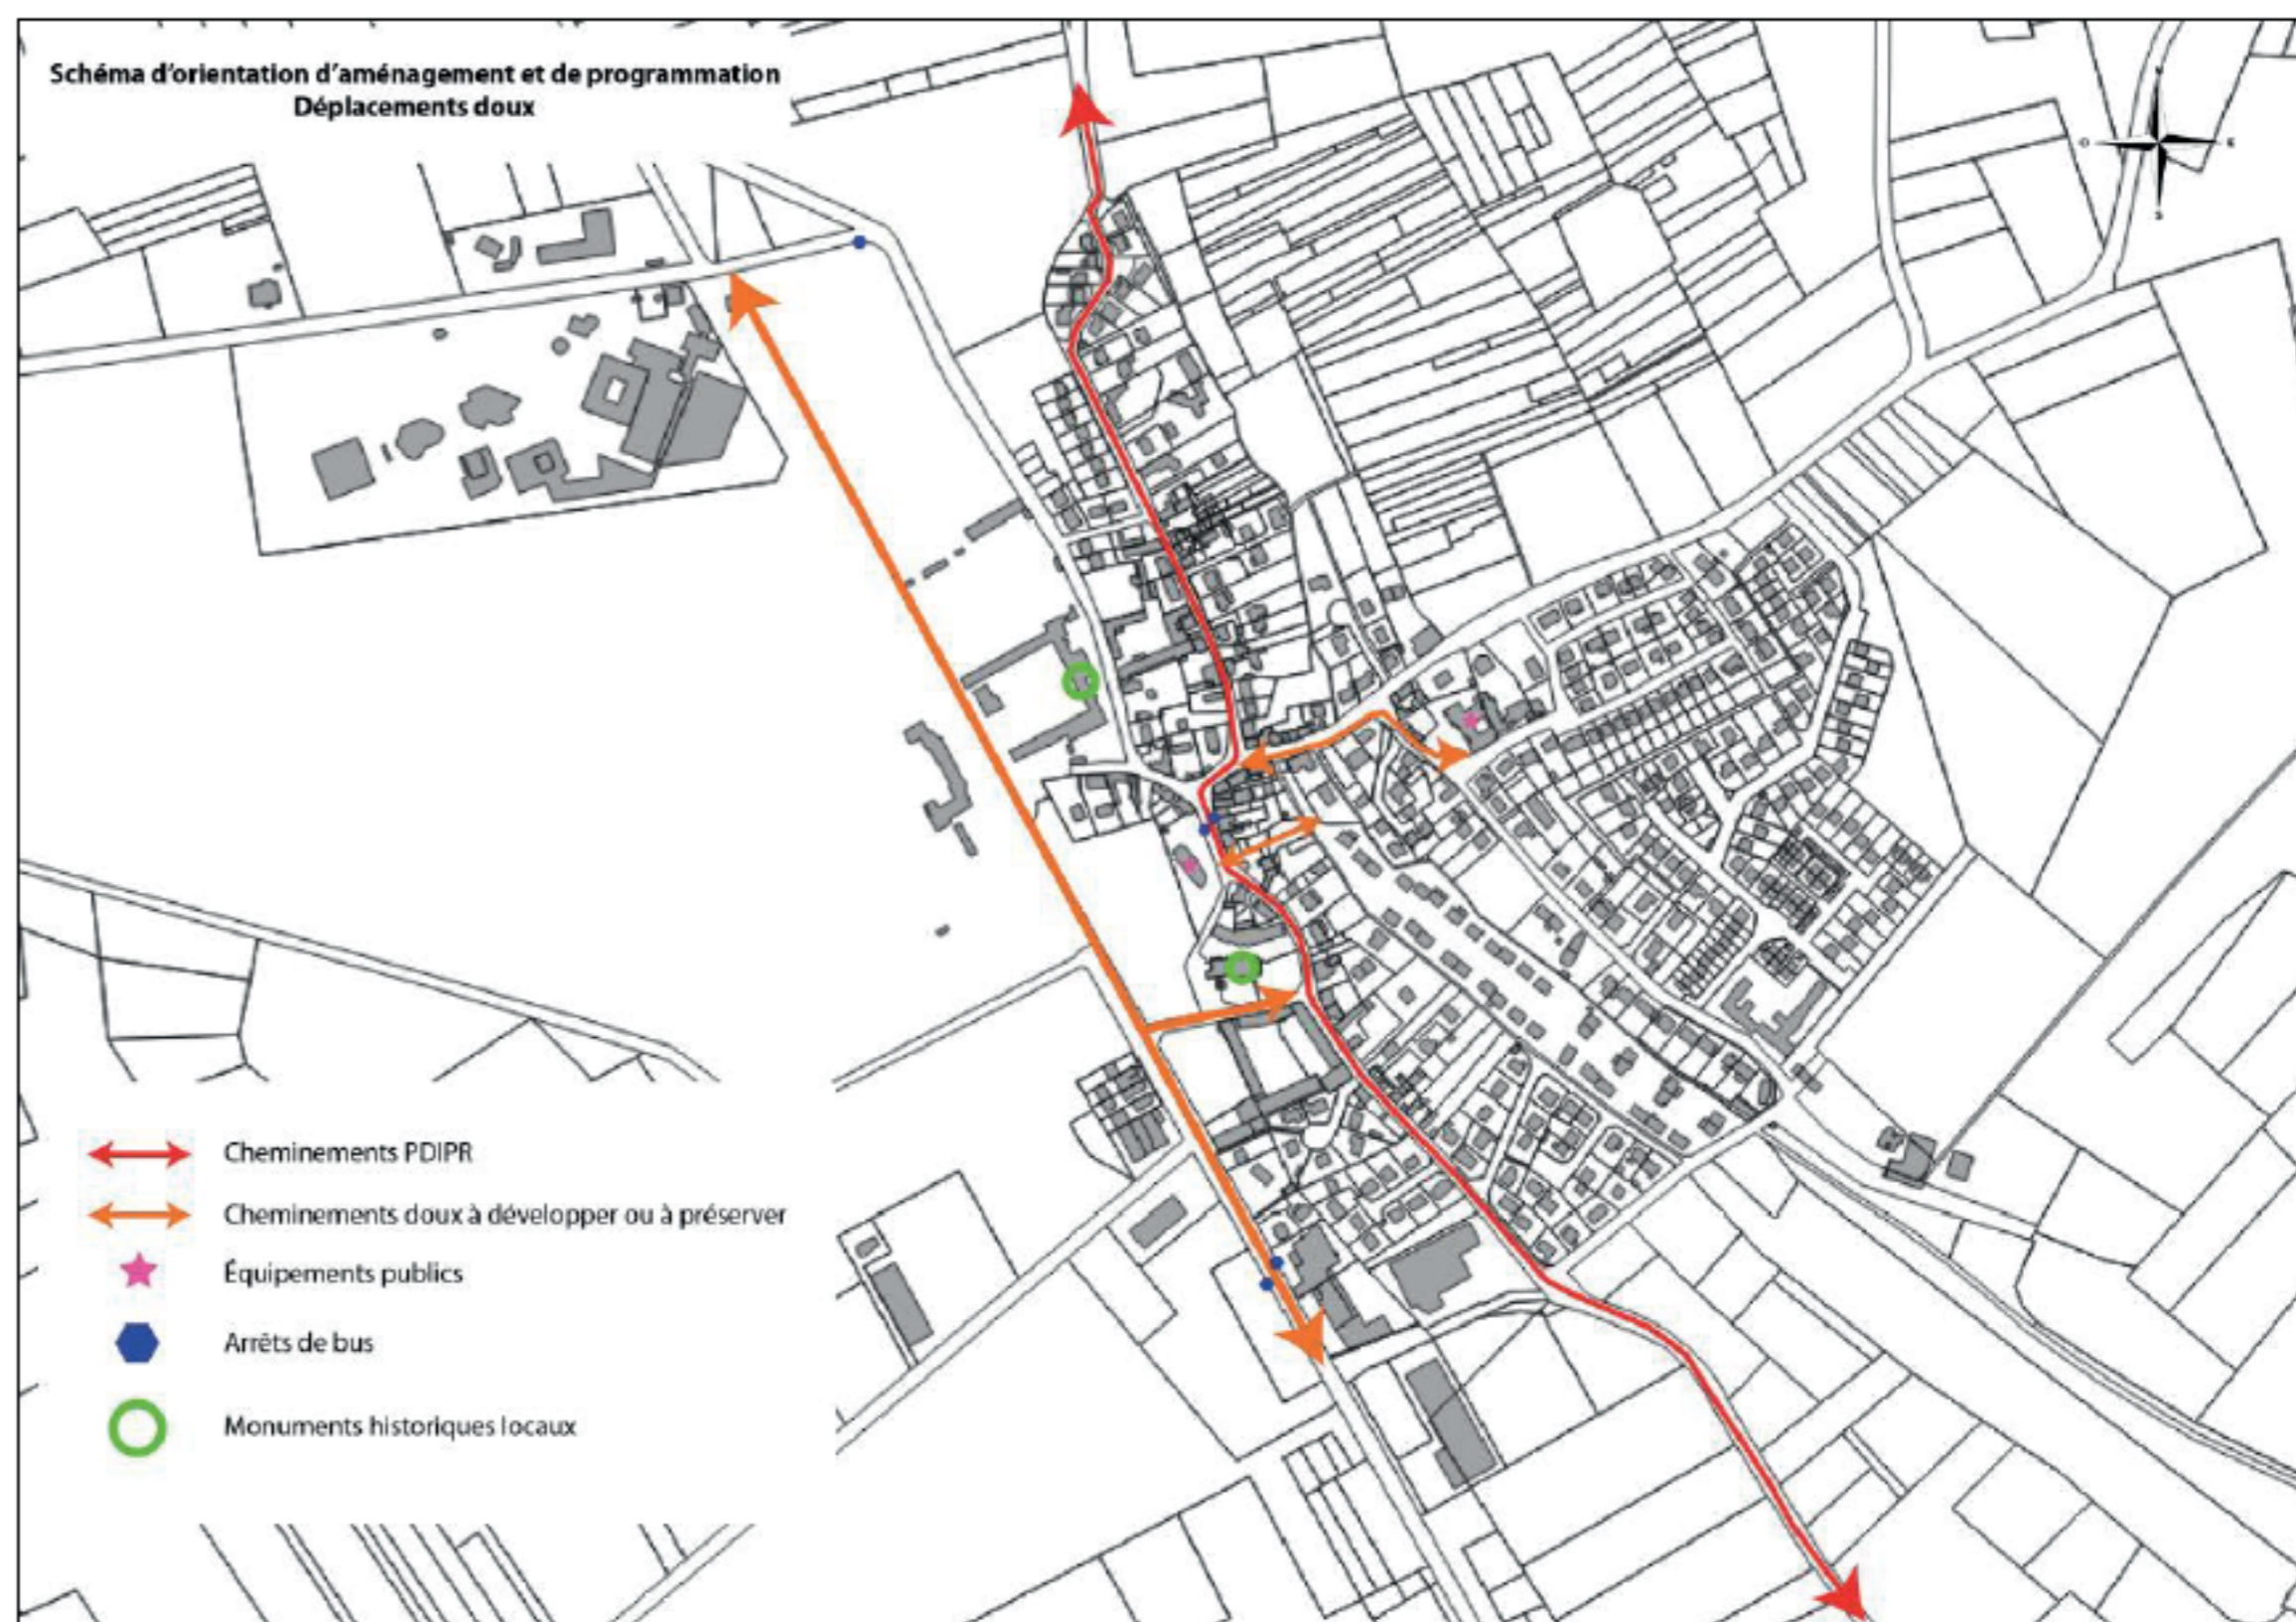 Schéma d'orientation d'aménagement et de programmation
Déplacements doux
O
E
S
Cheminements PDIPR
Cheminements doux à développer ou à préserver
Équipements publics
Arrêts de bus
Monuments historiques locaux